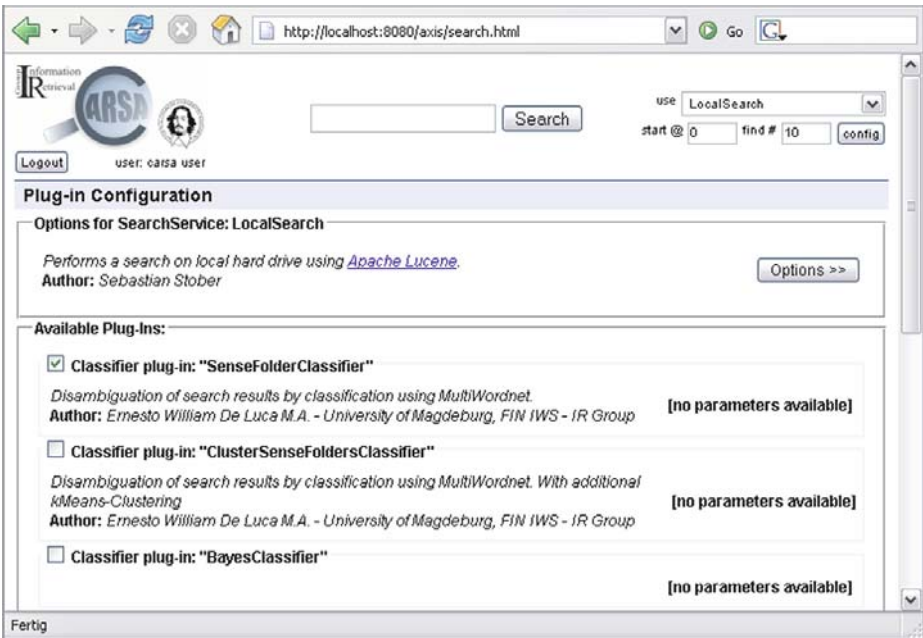 http://localhost:8080/axis/search.html
Go
G
Information
Retrieval
CARSA
Search
use LocalSearch
start @ 0 find # 10 config
Logout user: carsa user
Plug-in Configuration
Options for SearchService: LocalSearch
Performs a search on local hard drive using Apache Lucene.
Author: Sebastian Stober
Options >>
Available Plug-Ins:
Classifier plug-in: "SenseFolderClassifier"
Disambiguation of search results by classification using MultiWordnet.
Author: Ernesto William De Luca M.A. - University of Magdeburg, FIN IWS - IR Group
[no parameters available]
Classifier plug-in: "ClusterSenseFoldersClassifier"
Disambiguation of search results by classification using MultiWordnet. With additional
kMeans-Clustering
Author: Ernesto William De Luca M.A. - University of Magdeburg, FIN IWS - IR Group
[no parameters available]
Classifier plug-in: "BayesClassifier"
[no parameters available]
Fertig